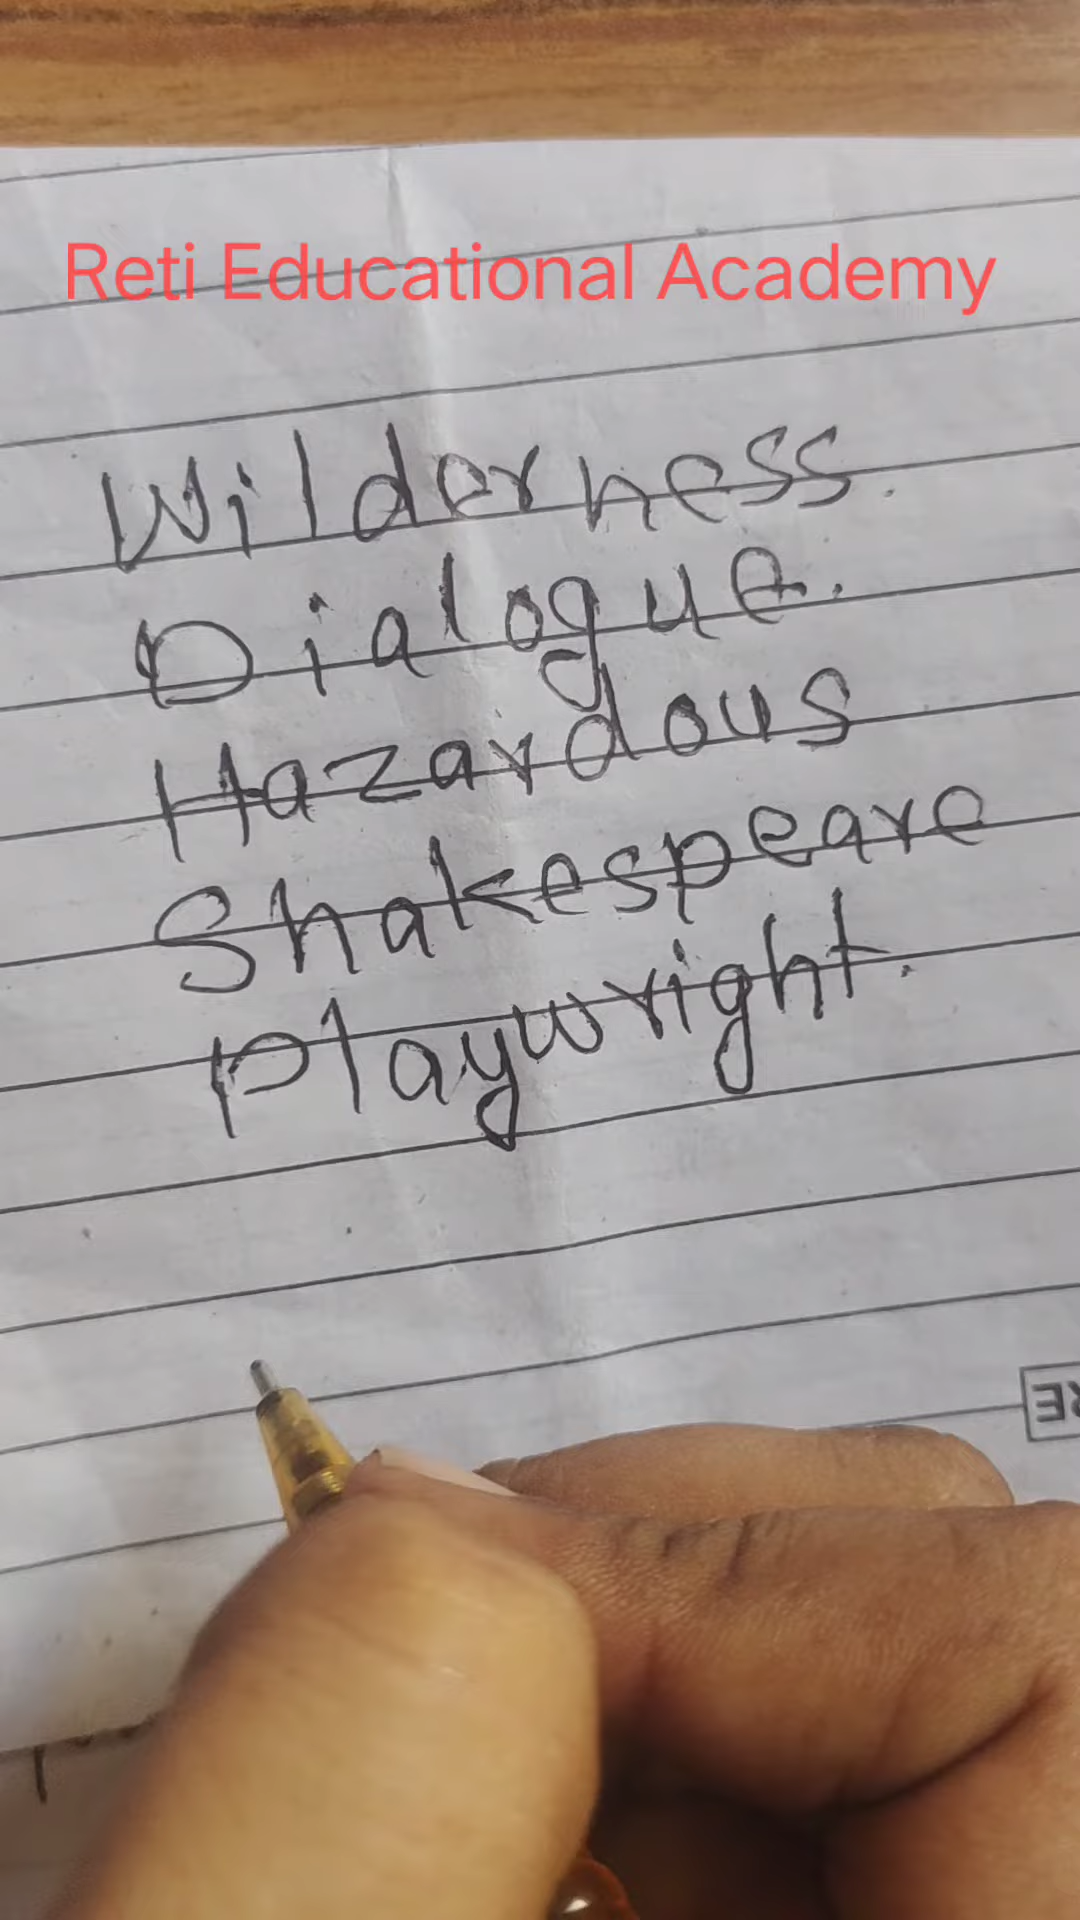 Reti Educational Academy
Wilderness.
Dialogue.
Hazardous
Shakespeare
Playwright.